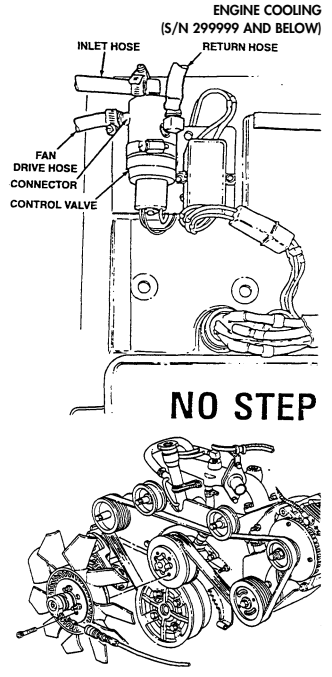 ENGINE COOLING
(S/N 299999 AND BELOW)
INLET HOSE
RETURN HOSE
FAN
DRIVE HOSE
CONNECTOR
CONTROL VALVE
NO STEP